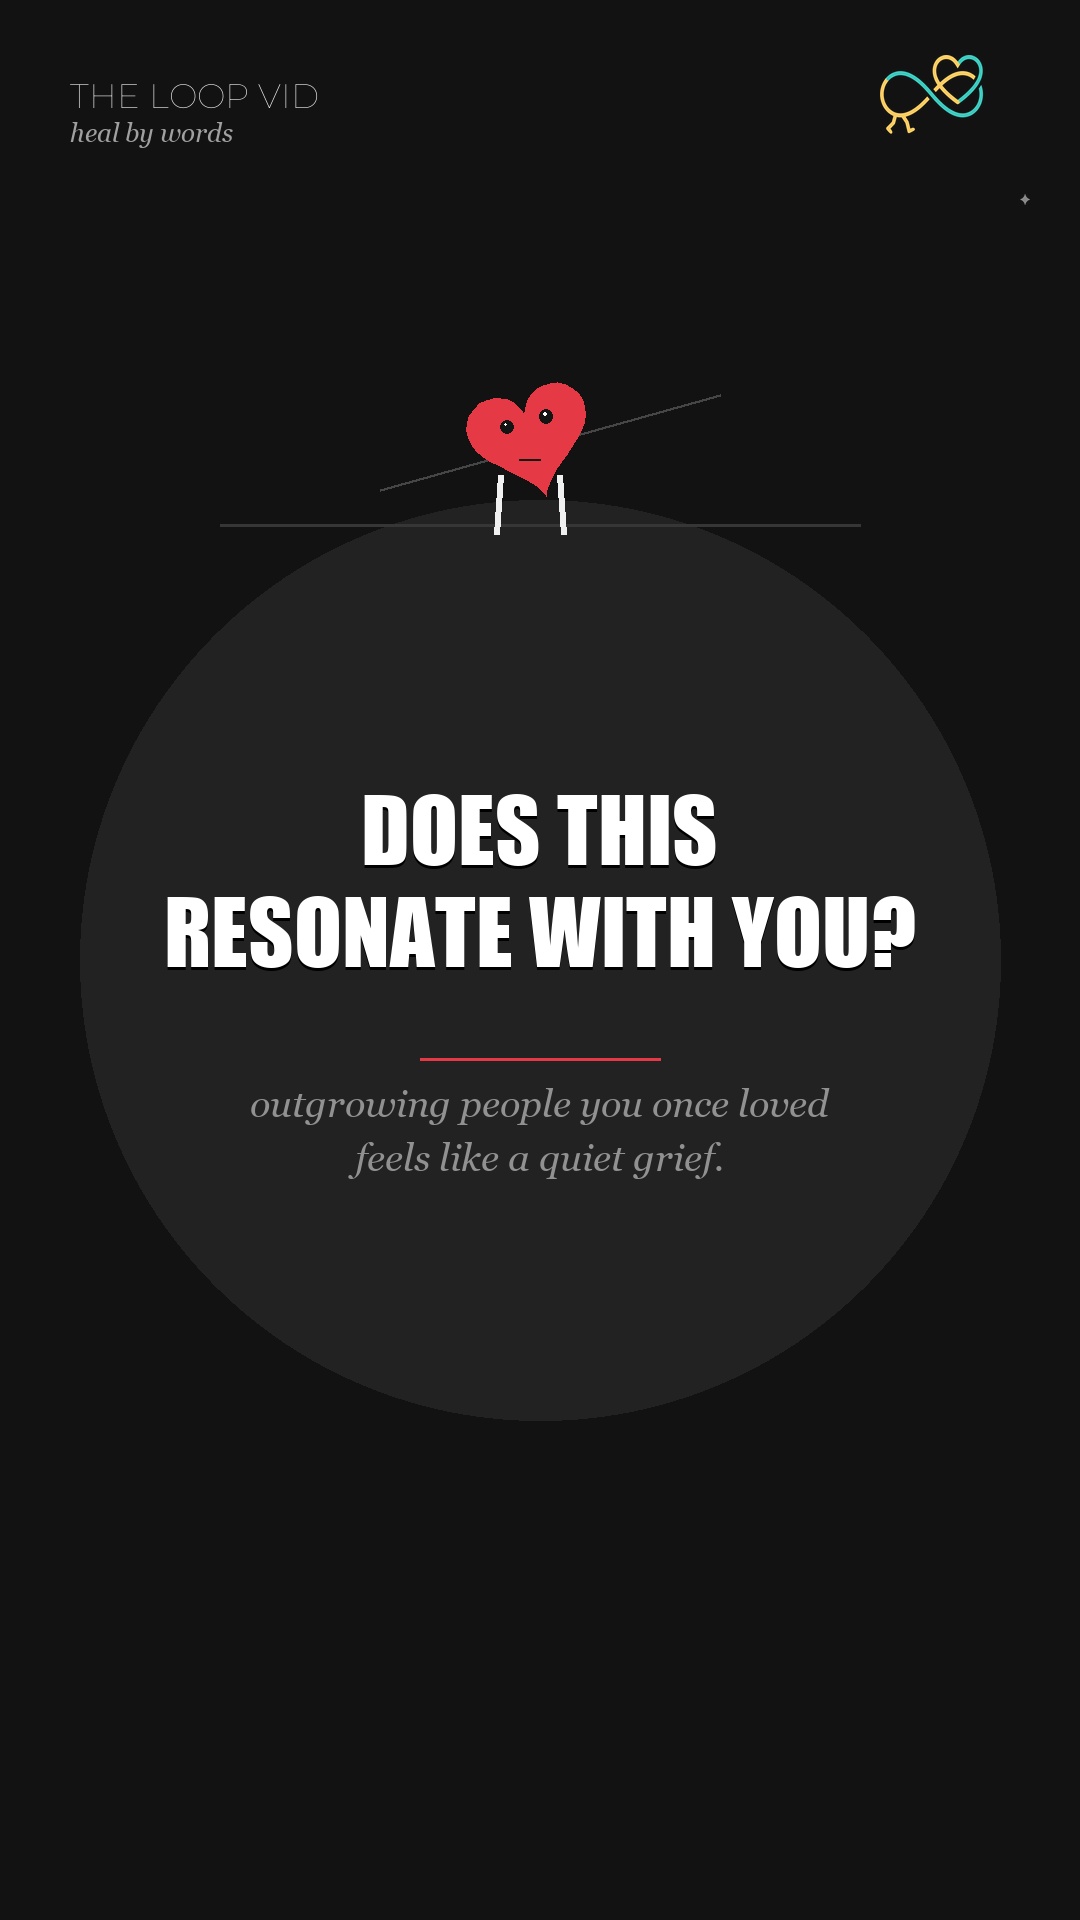 THE LOOP VID
heal by words
DOES THIS
RESONATE WITH YOU?
outgrowing people you once loved
feels like a quiet grief.